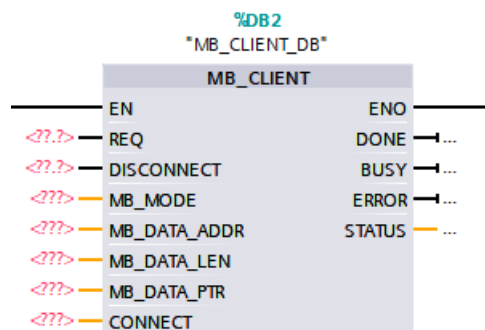 %DB2
"MB_CLIENT_DB"
MB_CLIENT
EN ENO
<??.?> REQ DONE ...
<??.?> DISCONNECT BUSY ...
<???> MB_MODE ERROR ...
<???> MB_DATA_ADDR STATUS ...
<???> MB_DATA_LEN
<???> MB_DATA_PTR
<???> CONNECT